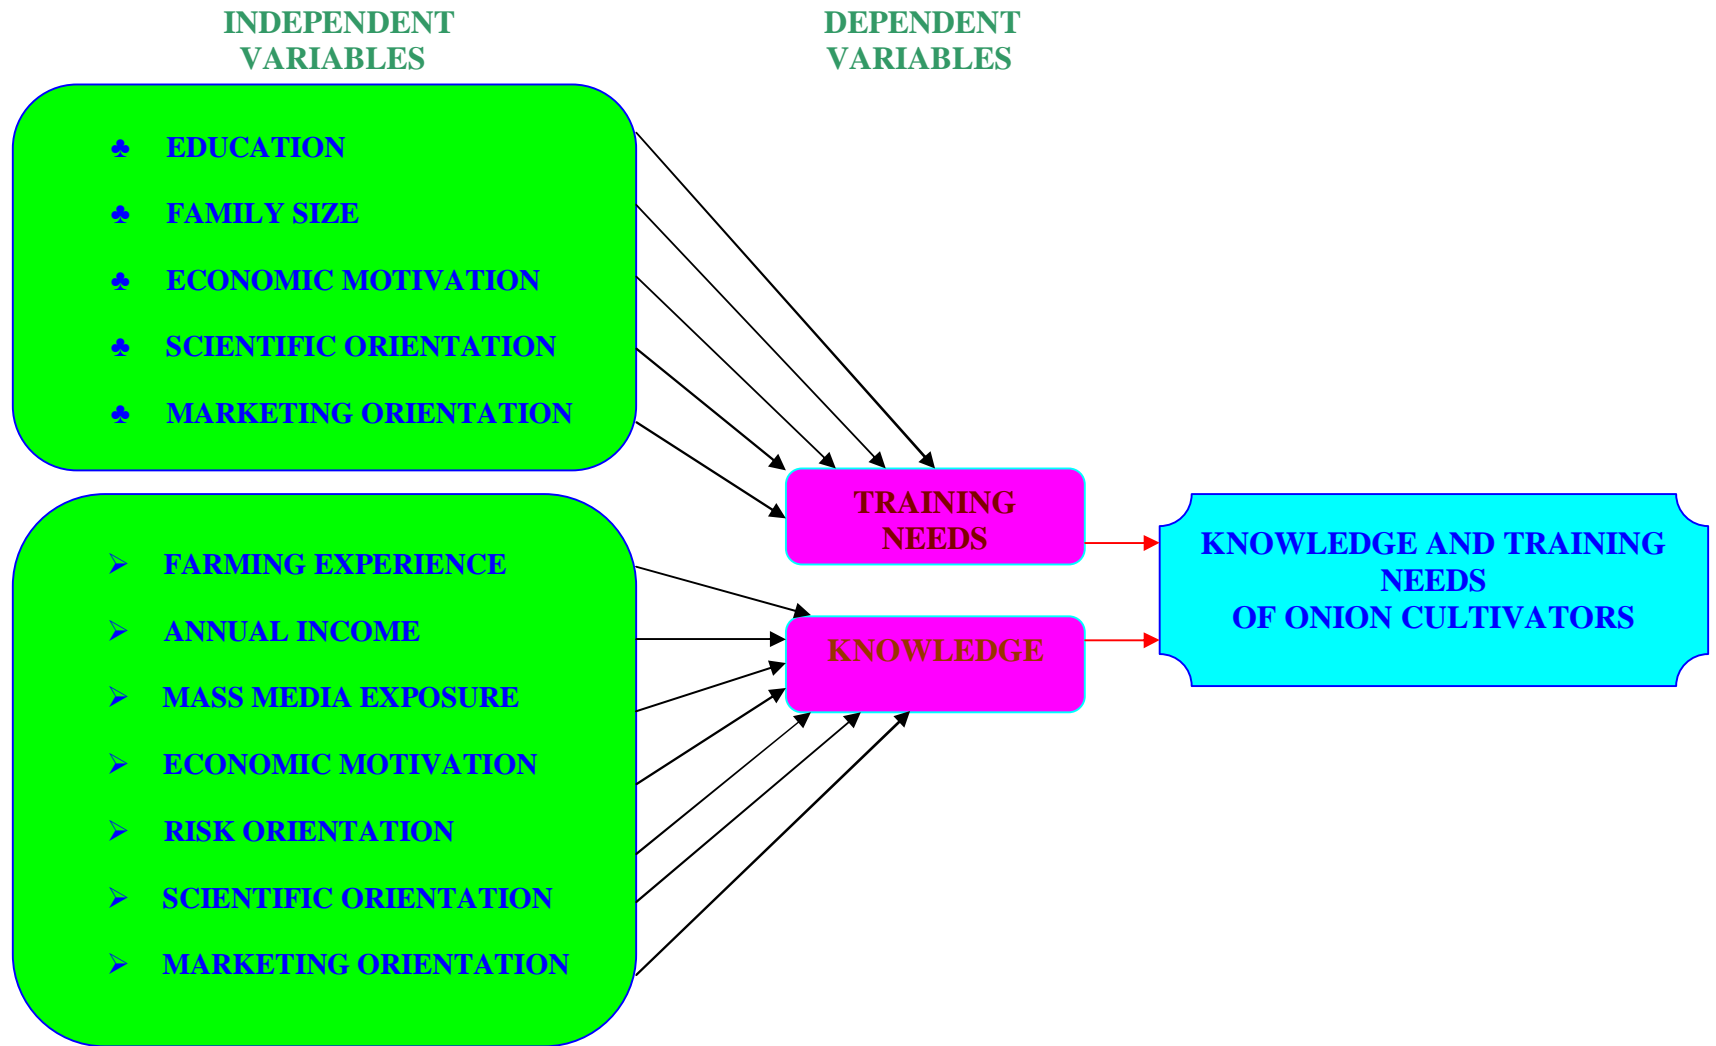 INDEPENDENT
VARIABLES
DEPENDENT
VARIABLES
♣ EDUCATION
♣ FAMILY SIZE
♣ ECONOMIC MOTIVATION
♣ SCIENTIFIC ORIENTATION
♣ MARKETING ORIENTATION
➢ FARMING EXPERIENCE
➢ ANNUAL INCOME
➢ MASS MEDIA EXPOSURE
➢ ECONOMIC MOTIVATION
➢ RISK ORIENTATION
➢ SCIENTIFIC ORIENTATION
➢ MARKETING ORIENTATION
TRAINING
NEEDS
KNOWLEDGE
KNOWLEDGE AND TRAINING
NEEDS
OF ONION CULTIVATORS